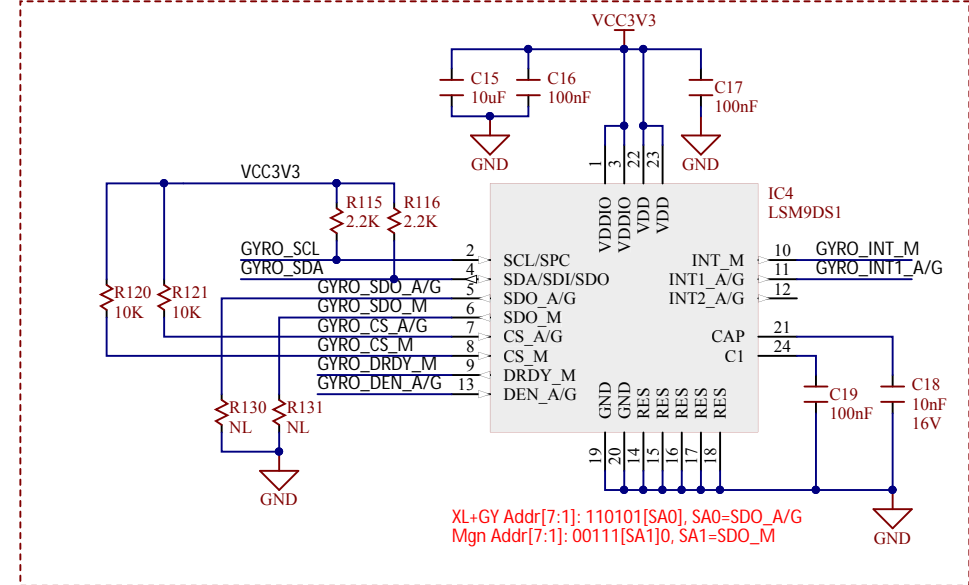 VCC3V3
C15
10uF
C16
100nF
C17
100nF
GND
GND
1
3
22
23
VCC3V3
R115
2.2K
R116
2.2K
IC4
LSM9DS1
VDDIO
VDDIO
VDD
VDD
GYRO_SCL
2
SCL/SPC
INT_M
10
GYRO_INT_M
GYRO_SDA
4
SDA/SDI/SDO
INT1_A/G
11
GYRO_INT1_A/G
GYRO_SDO_A/G
5
SDO_A/G
INT2_A/G
12
R120
10K
R121
10K
GYRO_SDO_M
6
SDO_M
GYRO_CS_A/G
7
CS_A/G
CAP
21
GYRO_CS_M
8
CS_M
C1
24
GYRO_DRDY_M
9
DRDY_M
GYRO_DEN_A/G
13
DEN_A/G
GND
GND
RES
RES
RES
RES
RES
C19
100nF
C18
10nF
16V
R130
NL
R131
NL
19
20
14
15
16
17
18
GND
GND
XL+GY Addr[7:1]: 110101[SA0], SA0=SDO_A/G
Mgn Addr[7:1]: 00111[SA1]0, SA1=SDO_M